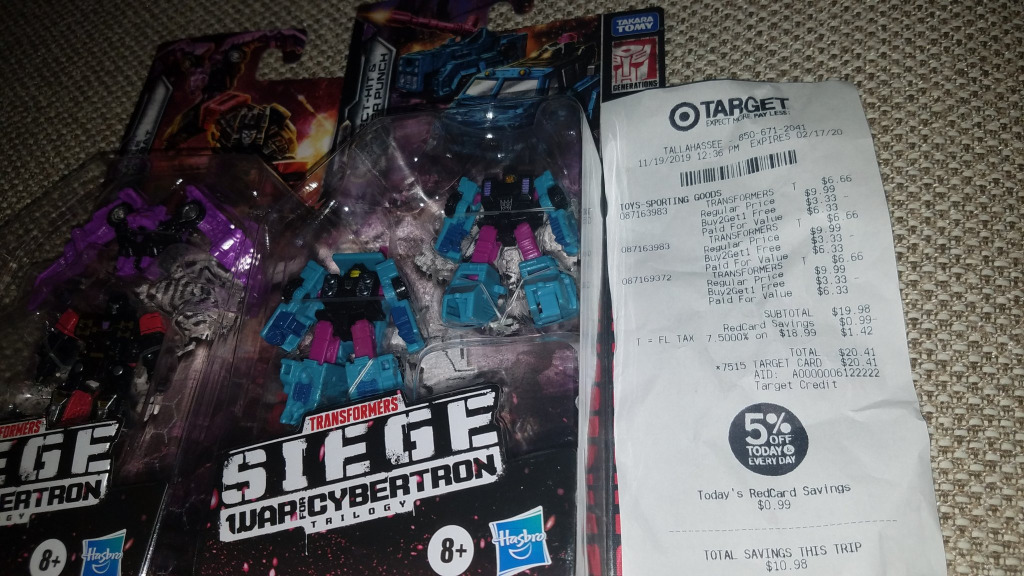 CT-HIT &
PUNCH
TAKARA
TOMY
GENERATIONS
TRANSFORMERS
SIEGE
WAR FOR CYBERTRON
TRILOGY
8+
Hasbro
FORMERS
EGE
BERTRON
GY
8+
Hasbro
TARGET
EXPECT MORE. PAY LESS.
TALLAHASSEE - 850-671-2041
11/19/2019 12:36 PM EXPIRES 02/17/20
TOYS-SPORTING GOODS
087163983 TRANSFORMERS T $6.66
Regular Price $9.99
Buy2Get1 Free $3.33 -
Paid For Value $6.33
087163983 TRANSFORMERS T $6.66
Regular Price $9.99
Buy2Get1 Free $3.33 -
Paid For Value $6.33
087169372 TRANSFORMERS T $6.66
Regular Price $9.99
Buy2Get1 Free $3.33 -
Paid For Value $6.33
SUBTOTAL $19.98
RedCard Savings $0.99-
T = FL TAX 7.5000% on $18.99 $1.42
TOTAL $20.41
*7515 TARGET CARD $20.41
AID: A0000006122222
Target Credit
5% OFF
TODAY &
EVERY DAY
Today's RedCard Savings
$0.99
TOTAL SAVINGS THIS TRIP
$10.98